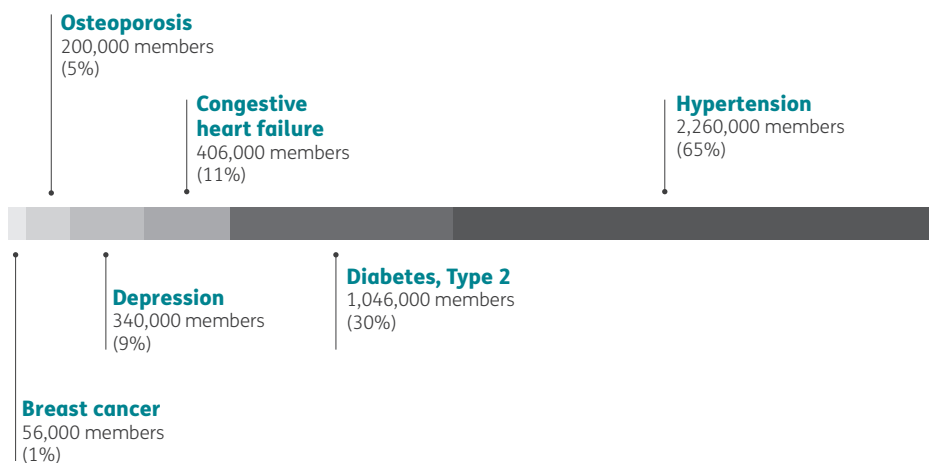 Osteoporosis
200,000 members
(5%)
Congestive
heart failure
406,000 members
(11%)
Hypertension
2,260,000 members
(65%)
Depression
340,000 members
(9%)
Diabetes, Type 2
1,046,000 members
(30%)
Breast cancer
56,000 members
(1%)